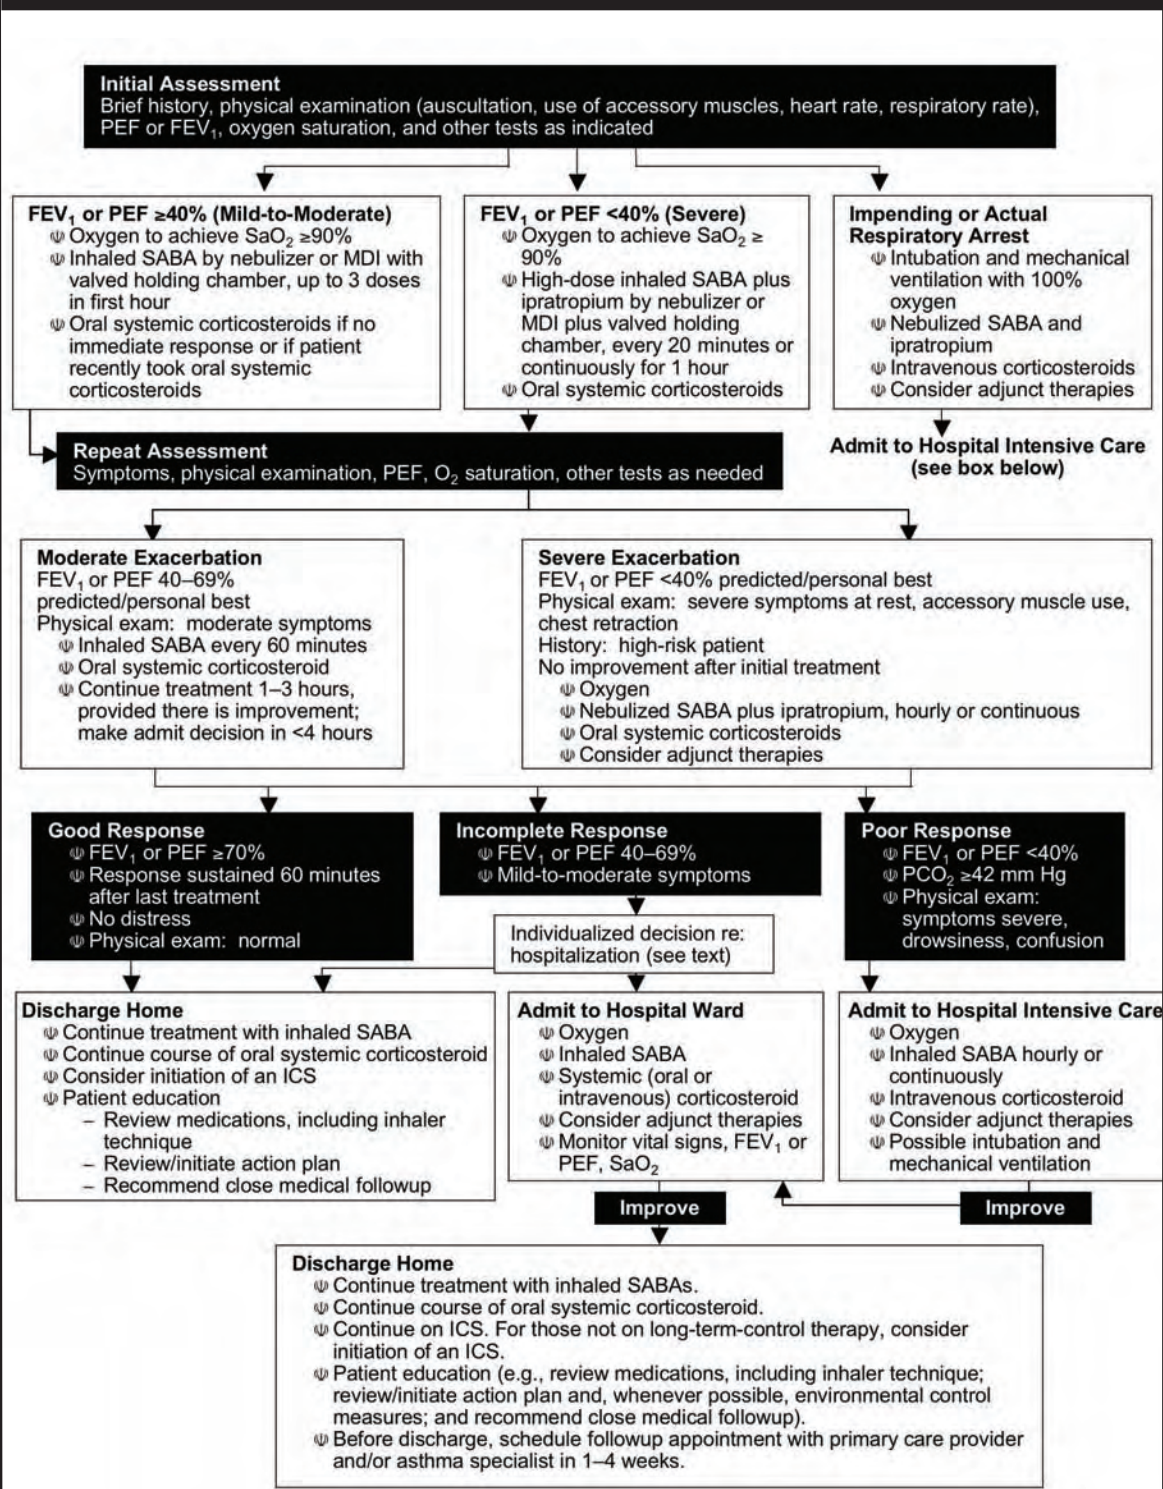 Initial Assessment
Brief history, physical examination (auscultation, use of accessory muscles, heart rate, respiratory rate),
PEF or FEV₁, oxygen saturation, and other tests as indicated
FEV₁ or PEF ≥40% (Mild-to-Moderate)
Oxygen to achieve SaO₂ ≥90%
Inhaled SABA by nebulizer or MDI with
valved holding chamber, up to 3 doses
in first hour
Oral systemic corticosteroids if no
immediate response or if patient
recently took oral systemic
corticosteroids
FEV₁ or PEF <40% (Severe)
Oxygen to achieve SaO₂ ≥
90%
High-dose inhaled SABA plus
ipratropium by nebulizer or
MDI plus valved holding
chamber, every 20 minutes or
continuously for 1 hour
Oral systemic corticosteroids
Impending or Actual
Respiratory Arrest
Intubation and mechanical
ventilation with 100%
oxygen
Nebulized SABA and
ipratropium
Intravenous corticosteroids
Consider adjunct therapies
Admit to Hospital Intensive Care
(see box below)
Repeat Assessment
Symptoms, physical examination, PEF, O₂ saturation, other tests as needed
Moderate Exacerbation
FEV₁ or PEF 40–69%
predicted/personal best
Physical exam: moderate symptoms
Inhaled SABA every 60 minutes
Oral systemic corticosteroid
Continue treatment 1–3 hours,
provided there is improvement;
make admit decision in <4 hours
Severe Exacerbation
FEV₁ or PEF <40% predicted/personal best
Physical exam: severe symptoms at rest, accessory muscle use,
chest retraction
History: high-risk patient
No improvement after initial treatment
Oxygen
Nebulized SABA plus ipratropium, hourly or continuous
Oral systemic corticosteroids
Consider adjunct therapies
Good Response
FEV₁ or PEF ≥70%
Response sustained 60 minutes
after last treatment
No distress
Physical exam: normal
Incomplete Response
FEV₁ or PEF 40–69%
Mild-to-moderate symptoms
Poor Response
FEV₁ or PEF <40%
PCO₂ ≥42 mm Hg
Physical exam:
symptoms severe,
drowsiness, confusion
Individualized decision re:
hospitalization (see text)
Discharge Home
Continue treatment with inhaled SABA
Continue course of oral systemic corticosteroid
Consider initiation of an ICS
Patient education
– Review medications, including inhaler
technique
– Review/initiate action plan
– Recommend close medical followup
Admit to Hospital Ward
Oxygen
Inhaled SABA
Systemic (oral or
intravenous) corticosteroid
Consider adjunct therapies
Monitor vital signs, FEV₁ or
PEF, SaO₂
Admit to Hospital Intensive Care
Oxygen
Inhaled SABA hourly or
continuously
Intravenous corticosteroid
Consider adjunct therapies
Possible intubation and
mechanical ventilation
Improve
Improve
Discharge Home
Continue treatment with inhaled SABAs.
Continue course of oral systemic corticosteroid.
Continue on ICS. For those not on long-term-control therapy, consider
initiation of an ICS.
Patient education (e.g., review medications, including inhaler technique;
review/initiate action plan and, whenever possible, environmental control
measures; and recommend close medical followup).
Before discharge, schedule followup appointment with primary care provider
and/or asthma specialist in 1–4 weeks.